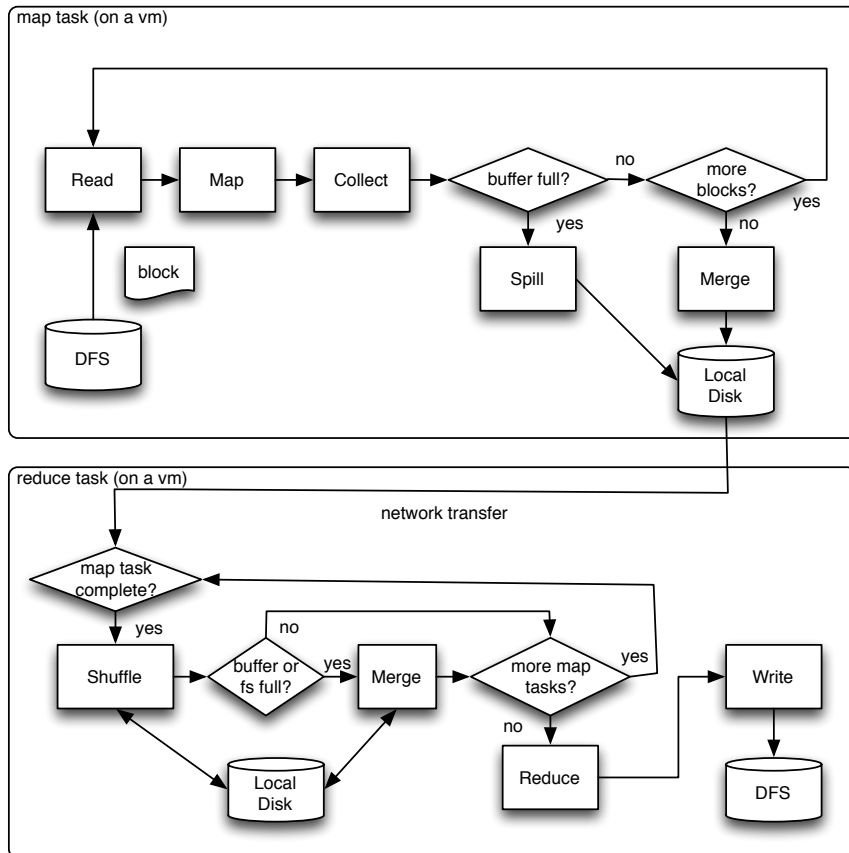 map task (on a vm)
Read
Map
Collect
buffer full?
no
more
blocks?
yes
yes
no
block
Spill
Merge
DFS
Local
Disk
reduce task (on a vm)
network transfer
map task
complete?
yes
no
Shuffle
buffer or
fs full?
yes
Merge
more map
tasks?
yes
Write
no
Reduce
Local
Disk
DFS